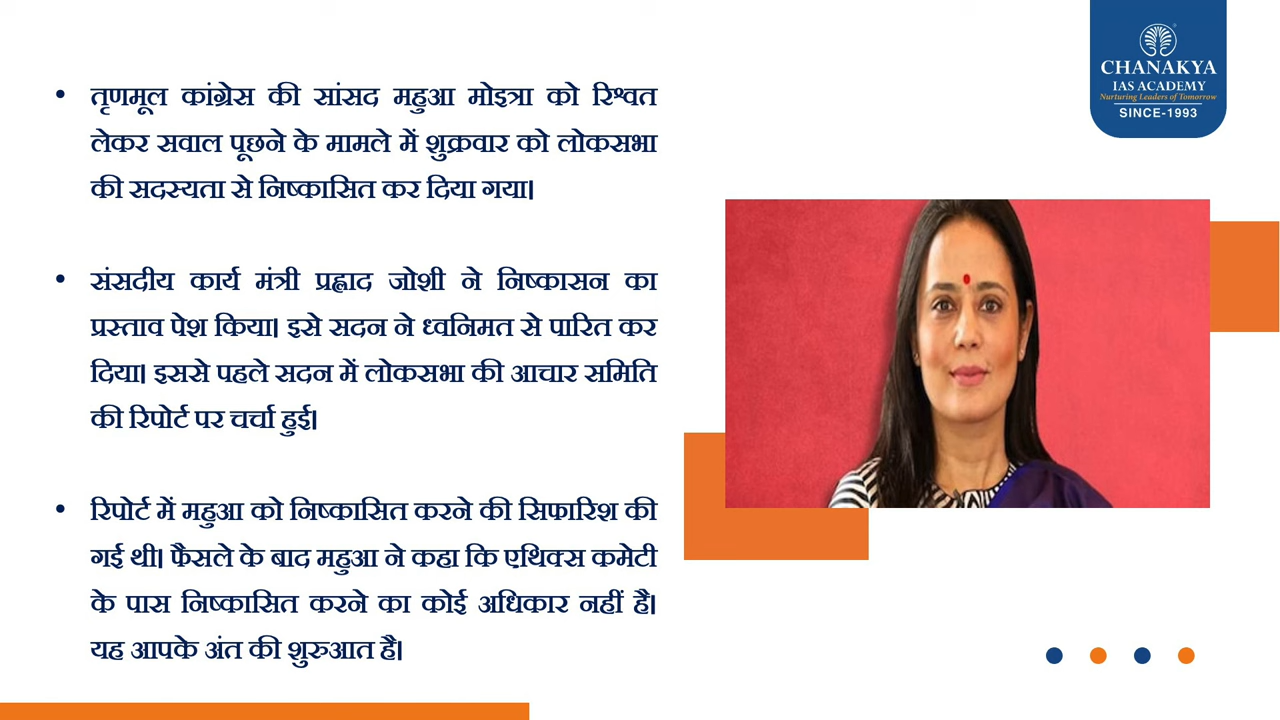 • तृणमूल कांग्रेस की सांसद महुआ मोइत्रा को रिश्वत
लेकर सवाल पूछने के मामले में शुक्रवार को लोकसभा
की सदस्यता से निष्कासित कर दिया गया।
• संसदीय कार्य मंत्री प्रह्लाद जोशी ने निष्कासन का
प्रस्ताव पेश किया। इसे सदन ने ध्वनिमत से पारित कर
दिया। इससे पहले सदन में लोकसभा की आचार समिति
की रिपोर्ट पर चर्चा हुई।
• रिपोर्ट में महुआ को निष्कासित करने की सिफारिश की
गई थी। फैसले के बाद महुआ ने कहा कि एथिक्स कमेटी
के पास निष्कासित करने का कोई अधिकार नहीं है।
यह आपके अंत की शुरुआत है।
CHANAKYA
IAS ACADEMY
Nurturing Leaders of Tomorrow
SINCE-1993